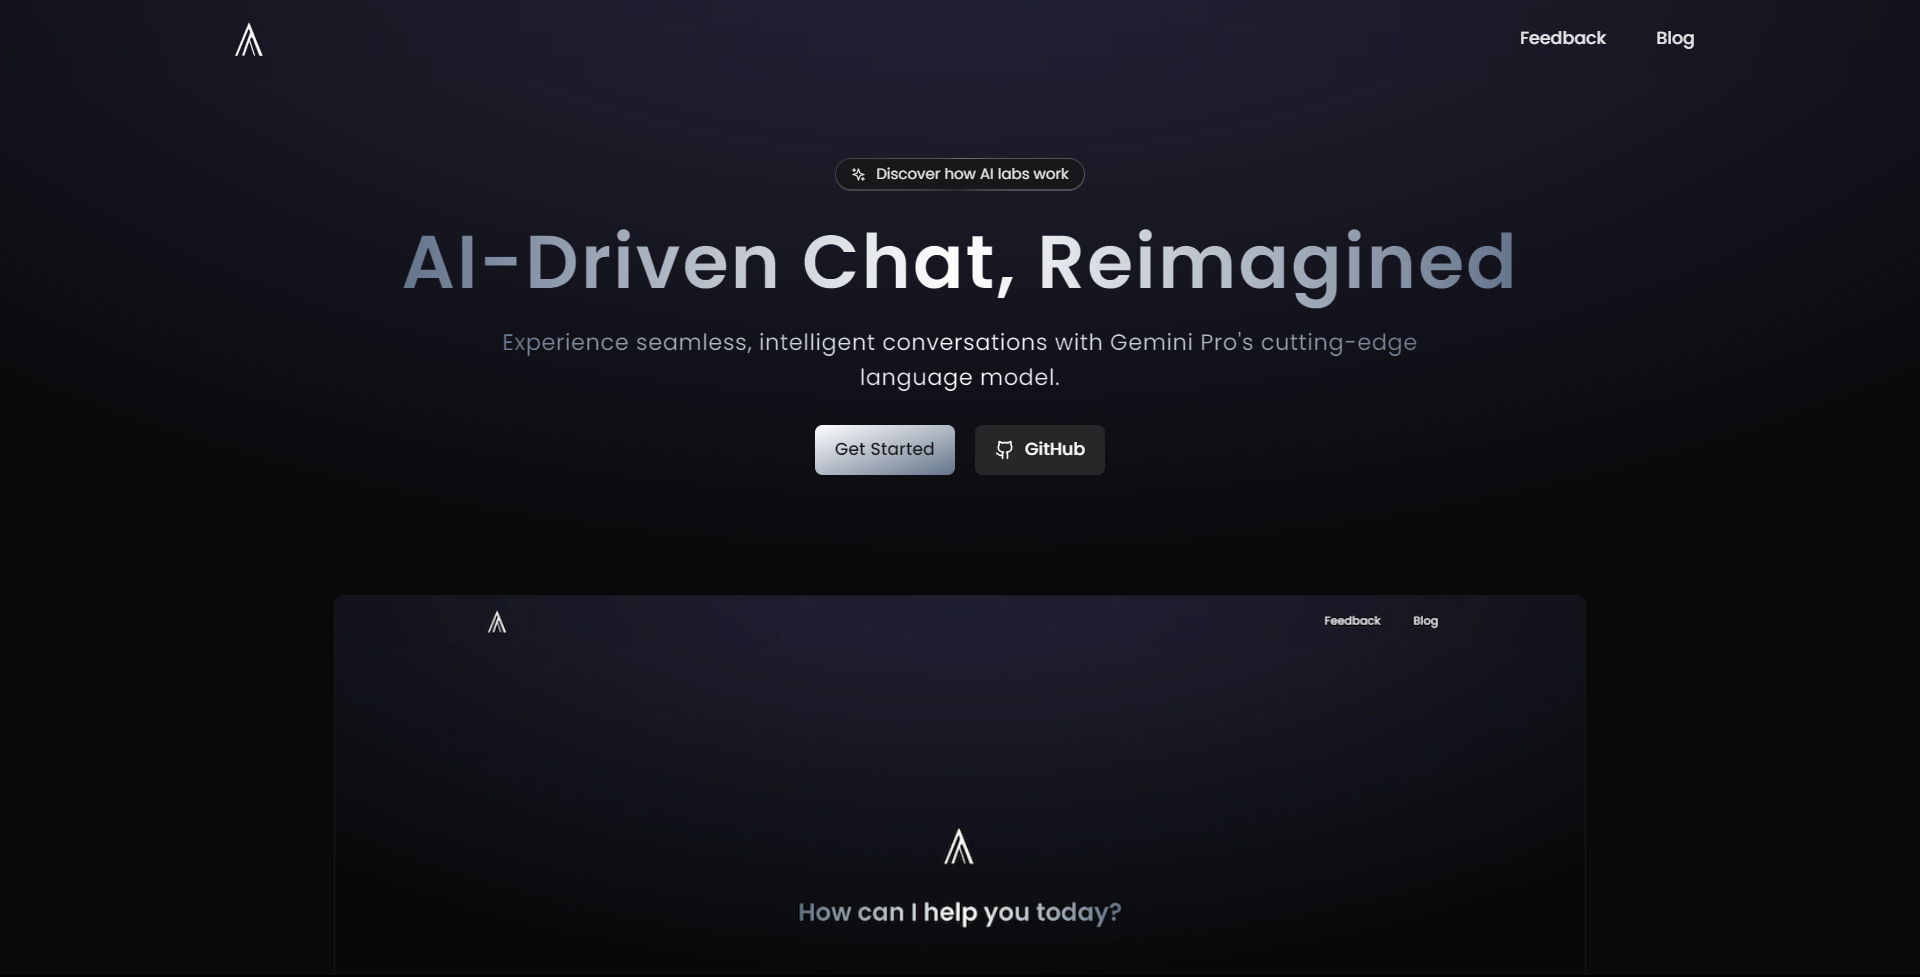 Feedback
Blog
Discover how AI labs work
AI-Driven Chat, Reimagined
Experience seamless, intelligent conversations with Gemini Pro's cutting-edge
language model.
Get Started
GitHub
Feedback
Blog
How can I help you today?